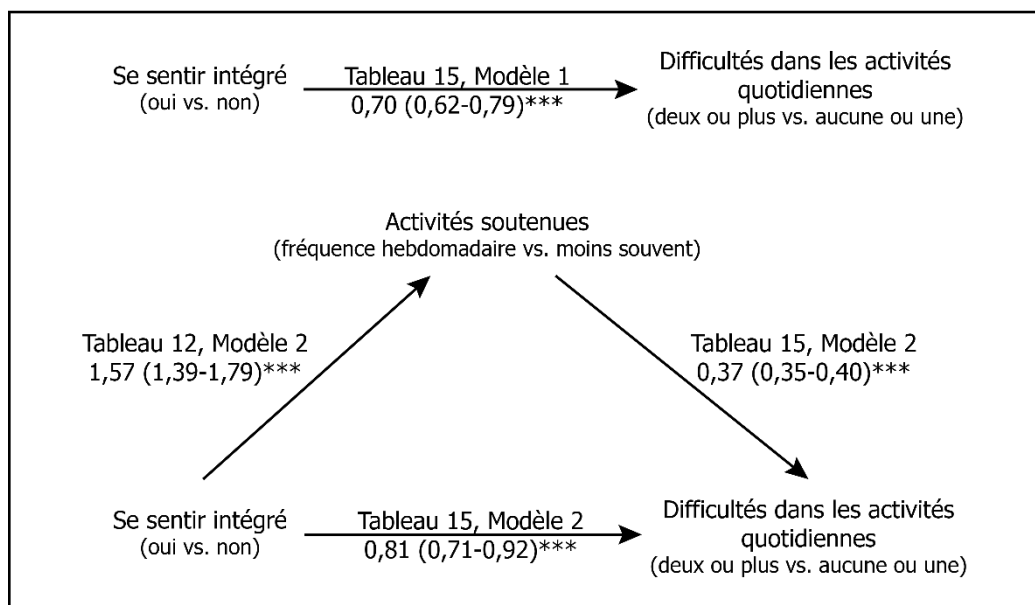 Se sentir intégré
(oui vs. non)
Tableau 15, Modèle 1
0,70 (0,62-0,79)***
Difficultés dans les activités
quotidiennes
(deux ou plus vs. aucune ou une)
Activités soutenues
(fréquence hebdomadaire vs. moins souvent)
Tableau 12, Modèle 2
1,57 (1,39-1,79)***
Tableau 15, Modèle 2
0,37 (0,35-0,40)***
Se sentir intégré
(oui vs. non)
Tableau 15, Modèle 2
0,81 (0,71-0,92)***
Difficultés dans les activités
quotidiennes
(deux ou plus vs. aucune ou une)